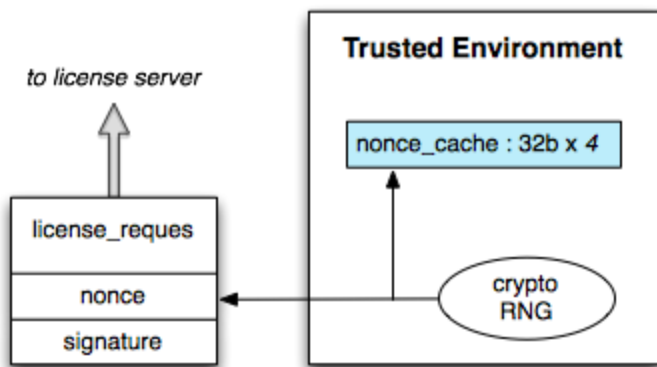 Trusted Environment
to license server
nonce_cache : 32b x 4
license_reques
nonce
signature
crypto
RNG